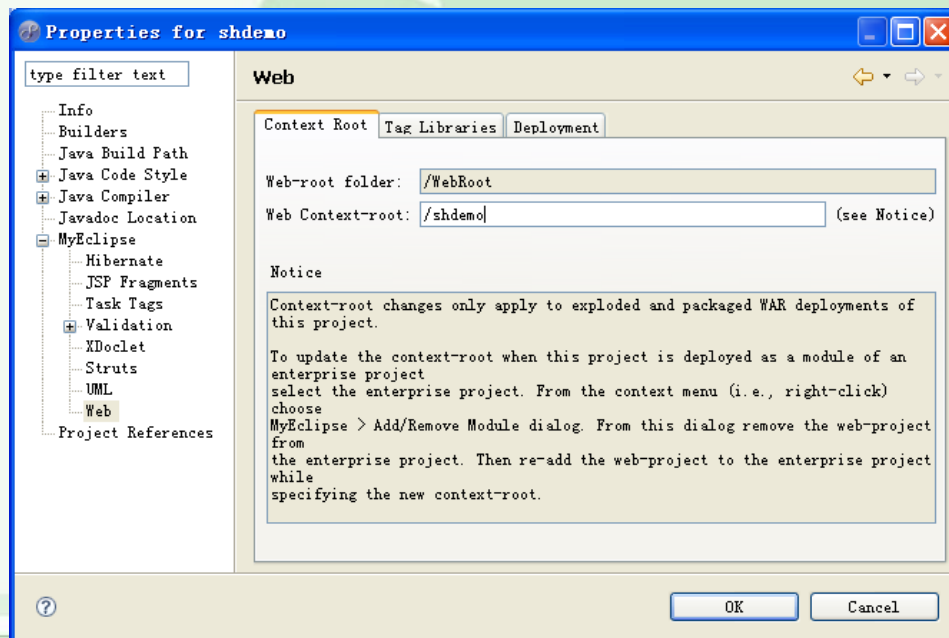 Properties for shdemo
type filter text
Info
Builders
Java Build Path
Java Code Style
Java Compiler
Javadoc Location
MyEclipse
Hibernate
JSP Fragments
Task Tags
Validation
XDoclet
Struts
UML
Web
Project References
Web
Context Root Tag Libraries Deployment
Web-root folder: /WebRoot
Web Context-root: /shdemo (see Notice)
Notice
Context-root changes only apply to exploded and packaged WAR deployments of
this project.
To update the context-root when this project is deployed as a module of an
enterprise project
select the enterprise project. From the context menu (i.e., right-click)
choose
MyEclipse > Add/Remove Module dialog. From this dialog remove the web-project
from
the enterprise project. Then re-add the web-project to the enterprise project
while
specifying the new context-root.
OK Cancel